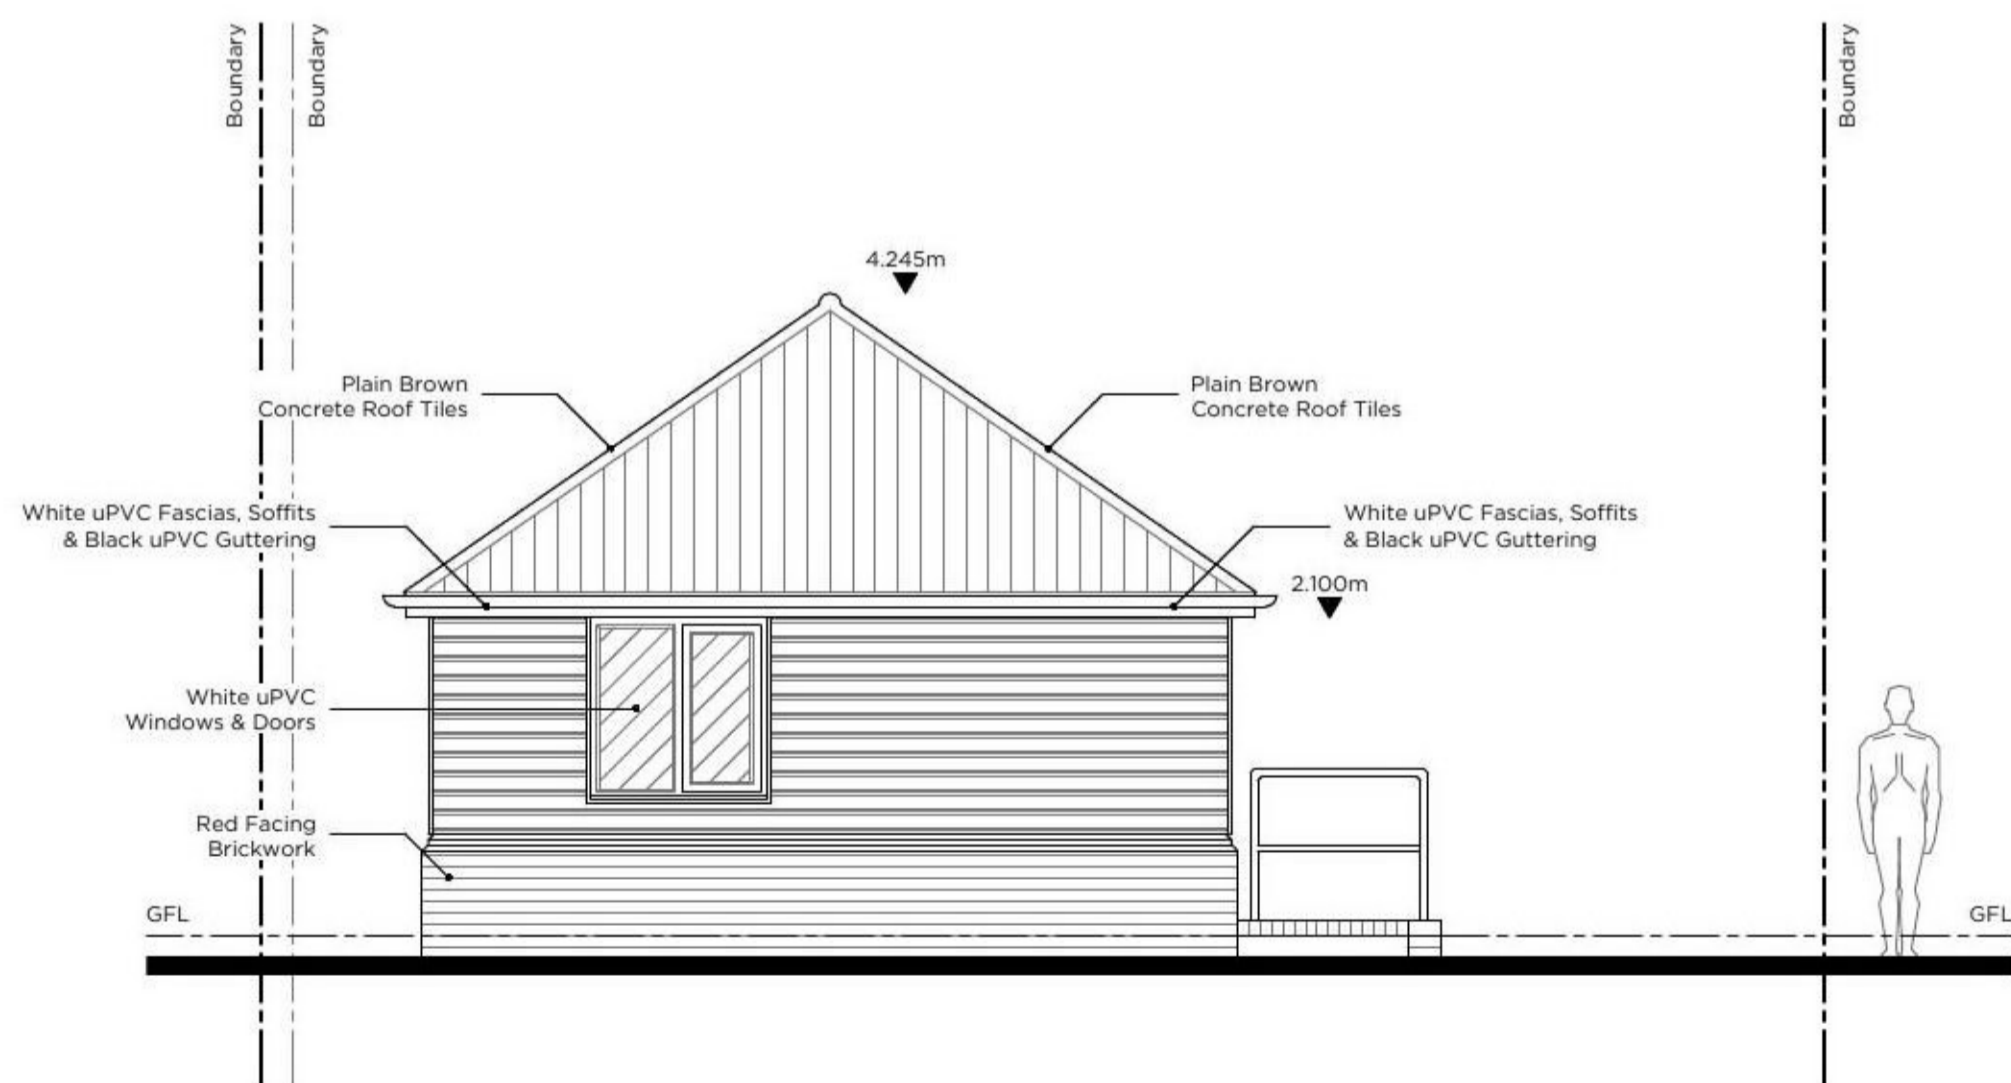 Boundary
Boundary
Boundary
4.245m
Plain Brown
Concrete Roof Tiles
Plain Brown
Concrete Roof Tiles
White uPVC Fascias, Soffits
& Black uPVC Guttering
White uPVC Fascias, Soffits
& Black uPVC Guttering
2.100m
White uPVC
Windows & Doors
Red Facing
Brickwork
GFL
GFL